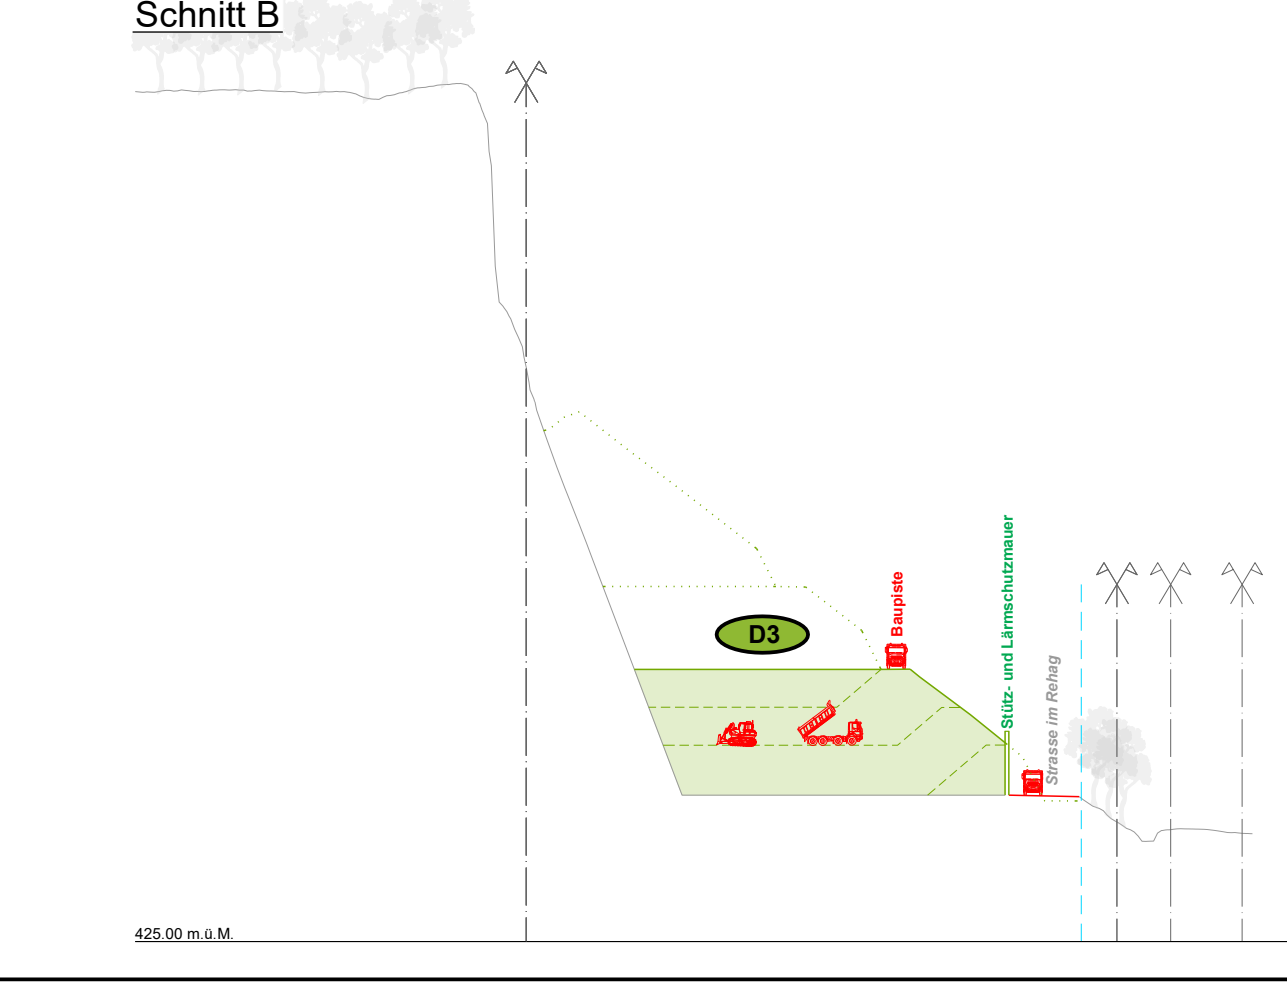 Schnitt B
Stütz- und Lärmschutzmauer
Baupiste
D3
Strasse im Rehag
425.00 m.ü.M.